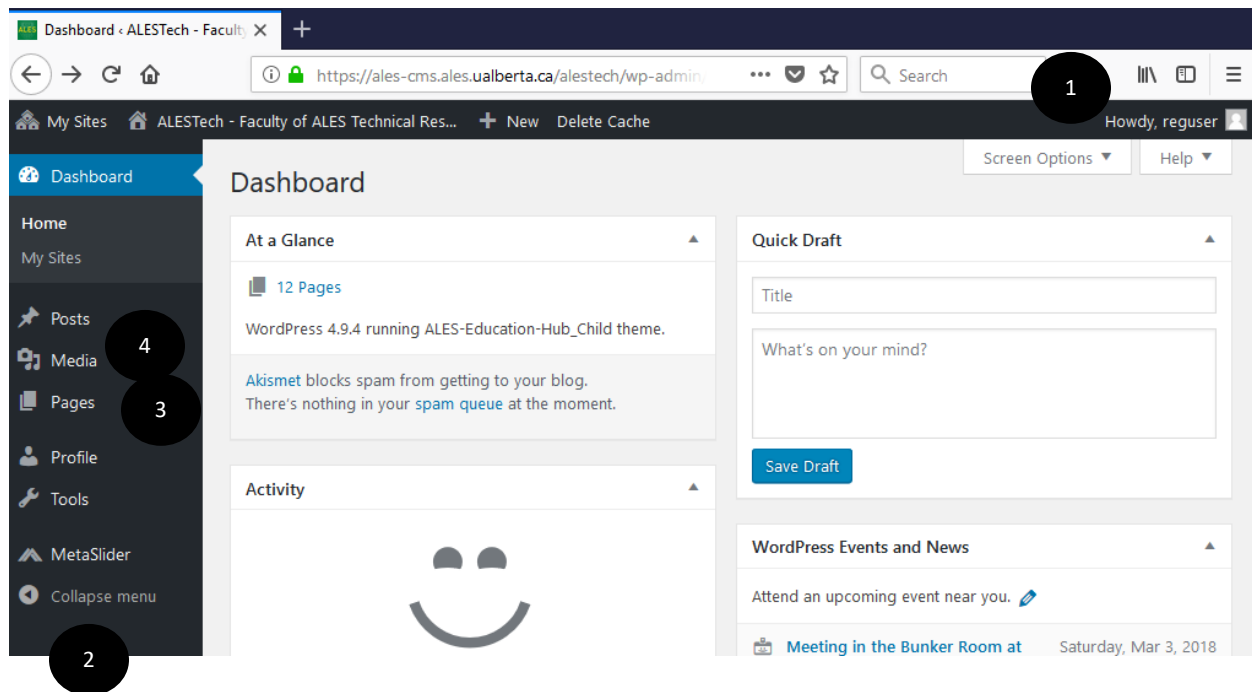 Dashboard ‹ ALESTech - Faculty
https://ales-cms.ales.ualberta.ca/alestech/wp-admin/
Search
1
My Sites ALESTech - Faculty of ALES Technical Res... New Delete Cache
Howdy, reguser
Screen Options Help
Dashboard
Home
My Sites
Posts
Media
4
Pages
3
Profile
Tools
MetaSlider
Collapse menu
2
Dashboard
At a Glance
12 Pages
WordPress 4.9.4 running ALES-Education-Hub_Child theme.
Akismet blocks spam from getting to your blog.
There's nothing in your spam queue at the moment.
Activity
Quick Draft
Title
What's on your mind?
Save Draft
WordPress Events and News
Attend an upcoming event near you.
Meeting in the Bunker Room at Saturday, Mar 3, 2018